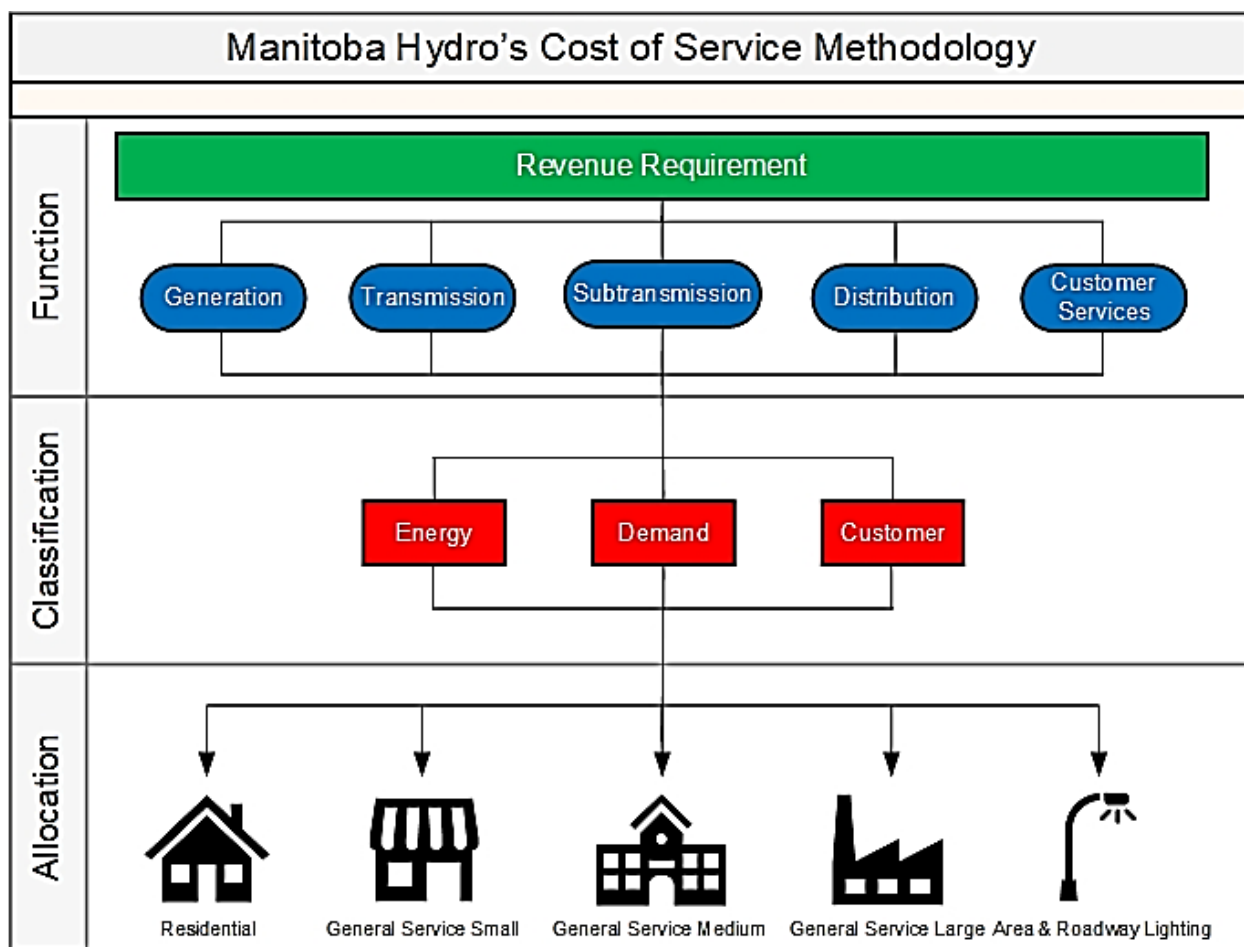 Manitoba Hydro's Cost of Service Methodology
Function
Revenue Requirement
Generation
Transmission
Subtransmission
Distribution
Customer
Services
Classification
Energy
Demand
Customer
Allocation
Residential
General Service Small
General Service Medium
General Service Large
Area & Roadway Lighting